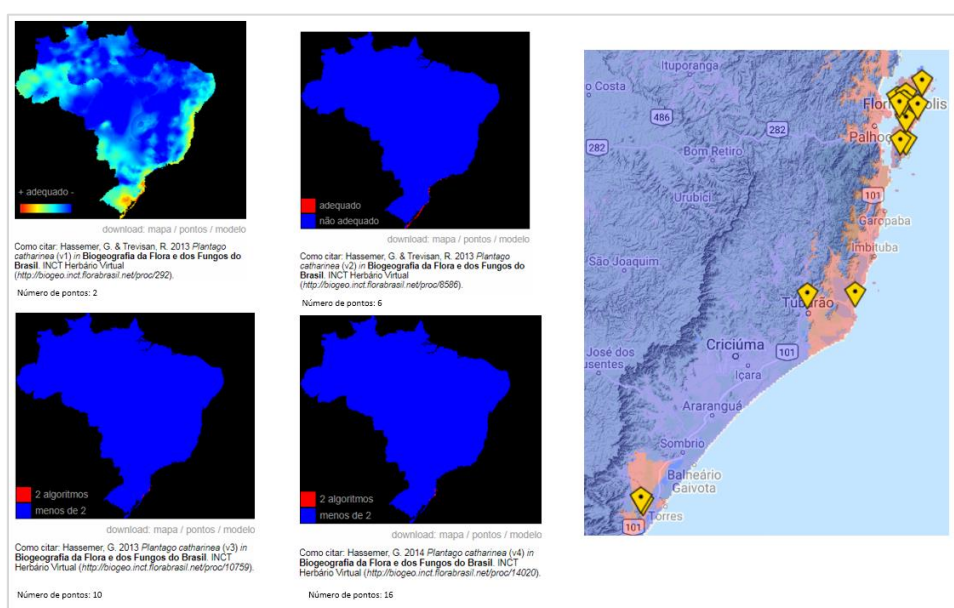 + adequado -
download: mapa / pontos / modelo
Como citar: Hassemer, G. & Trevisan, R. 2013 Plantago
catharinea (v1) in Biogeografia da Flora e dos Fungos do
Brasil. INCT Herbário Virtual
(http://biogeo.inct.florabrasil.net/proc/292).
Número de pontos: 2
adequado
não adequado
download: mapa / pontos / modelo
Como citar: Hassemer, G. & Trevisan, R. 2013 Plantago
catharinea (v2) in Biogeografia da Flora e dos Fungos do
Brasil. INCT Herbário Virtual
(http://biogeo.inct.florabrasil.net/proc/8586).
Número de pontos: 6
2 algoritmos
menos de 2
download: mapa / pontos / modelo
Como citar: Hassemer, G. 2013 Plantago catharinea (v3) in
Biogeografia da Flora e dos Fungos do Brasil. INCT
Herbário Virtual (http://biogeo.inct.florabrasil.net/proc/10759).
Número de pontos: 10
2 algoritmos
menos de 2
download: mapa / pontos / modelo
Como citar: Hassemer, G. 2014 Plantago catharinea (v4) in
Biogeografia da Flora e dos Fungos do Brasil. INCT
Herbário Virtual (http://biogeo.inct.florabrasil.net/proc/14020).
Número de pontos: 16
Ituporanga
o Costa
486
282
282
Bom Retiro
Palhoça
Urubici
101
Garopaba
Imbituba
São Joaquim
Tubarão
Criciúma
101
José dos
usentes
Içara
Araranguá
Sombrio
Balneário
Gaivota
Torres
101